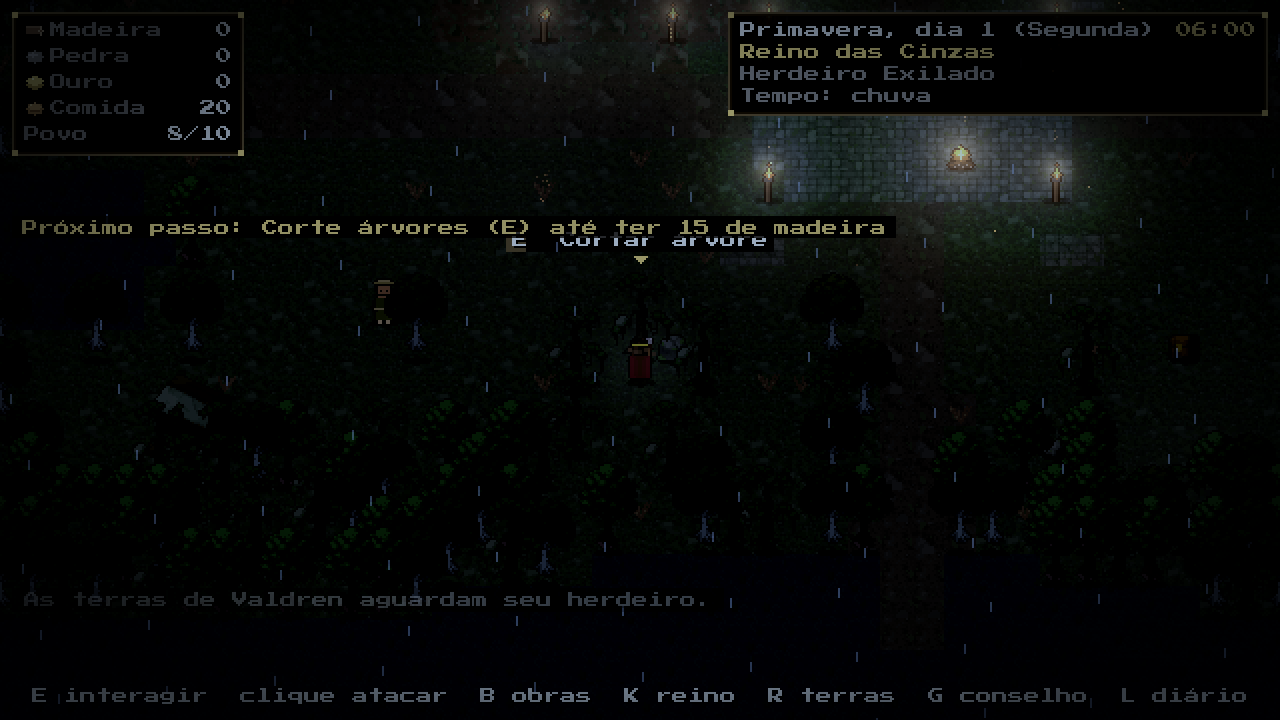 Madeira 0
Pedra 0
Ouro 0
Comida 20
Povo 8/10
Primavera, dia 1 (Segunda) 06:00
Reino das Cinzas
Herdeiro Exilado
Tempo: chuva
Próximo passo: Corte árvores (E) até ter 15 de madeira
E Cortar árvore
As terras de Valdren aguardam seu herdeiro.
E interagir clique atacar B obras K reino R terras G conselho L diário